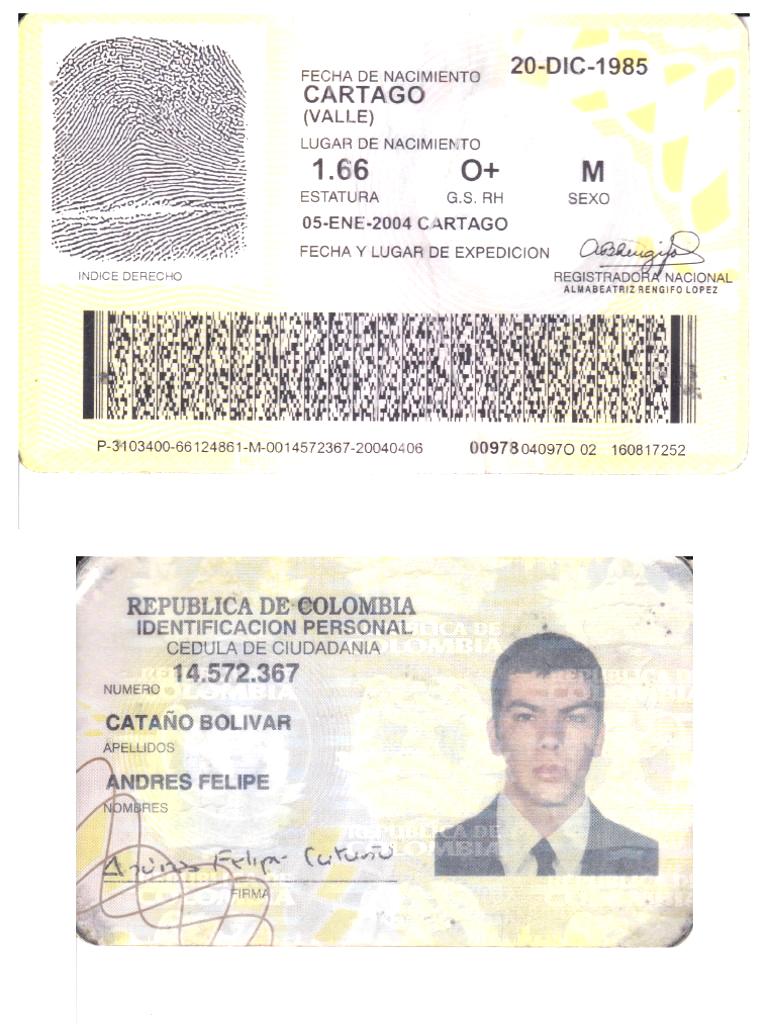 FECHA DE NACIMIENTO 20-DIC-1985
CARTAGO
(VALLE)
LUGAR DE NACIMIENTO
1.66 O+ M
ESTATURA G.S. RH SEXO
05-ENE-2004 CARTAGO
FECHA Y LUGAR DE EXPEDICION
INDICE DERECHO
REGISTRADORA NACIONAL
ALMABEATRIZ RENGIFO LOPEZ
P-3103400-66124861-M-0014572367-20040406 00978 04097O 02 160817252
REPUBLICA DE COLOMBIA
IDENTIFICACION PERSONAL
CEDULA DE CIUDADANIA
NUMERO 14.572.367
CATAÑO BOLIVAR
APELLIDOS
ANDRES FELIPE
NOMBRES
Felipe
FIRMA